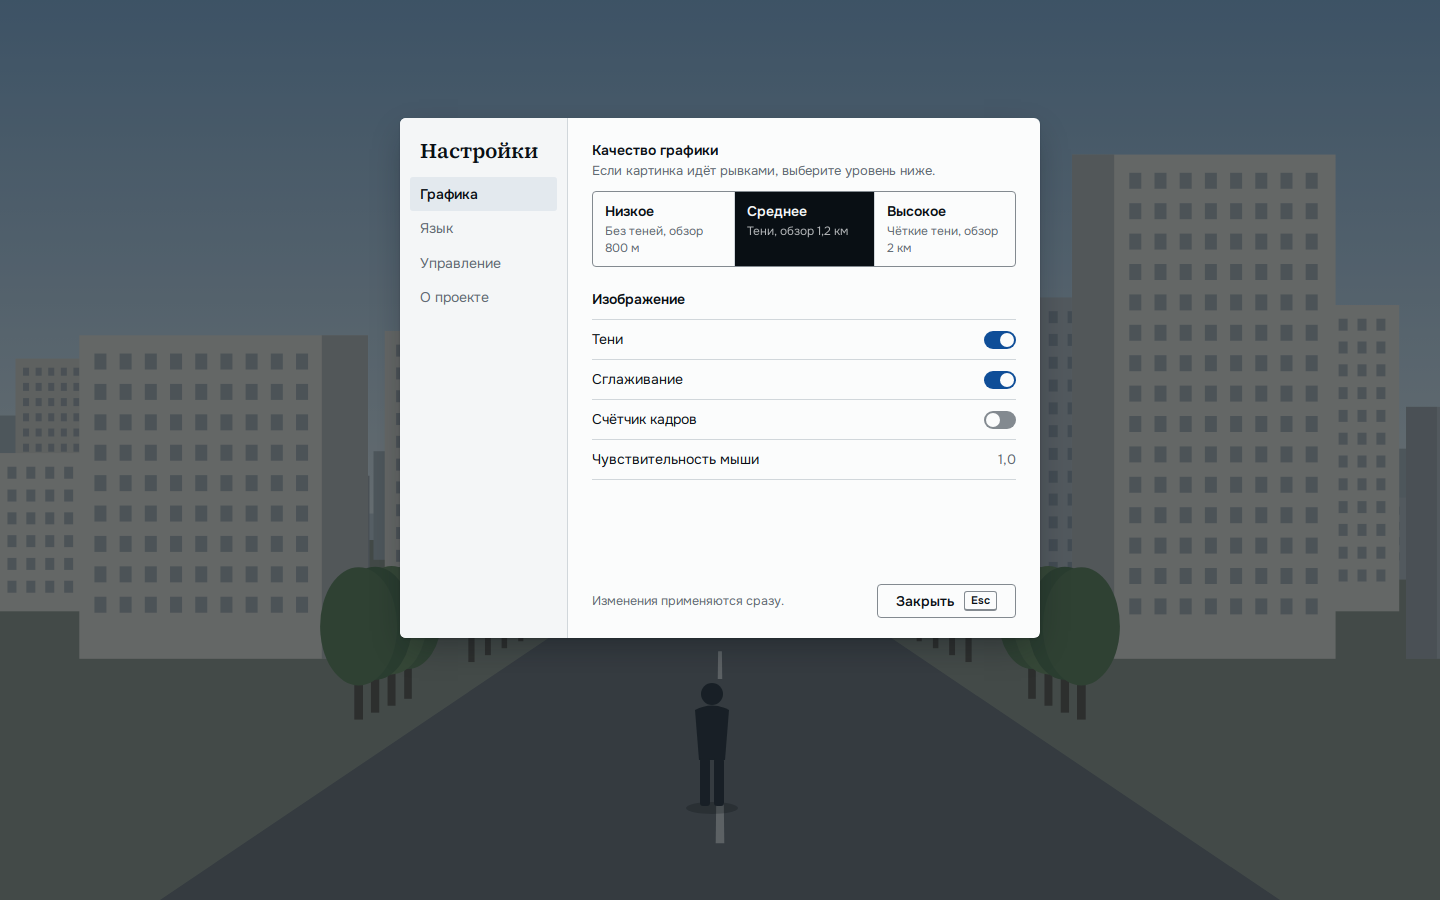 Настройки
Графика
Язык
Управление
О проекте
Качество графики
Если картинка идёт рывками, выберите уровень ниже.
Низкое
Без теней, обзор
800 м
Среднее
Тени, обзор 1,2 км
Высокое
Чёткие тени, обзор
2 км
Изображение
Тени
Сглаживание
Счётчик кадров
Чувствительность мыши 1,0
Изменения применяются сразу.
Закрыть Esc